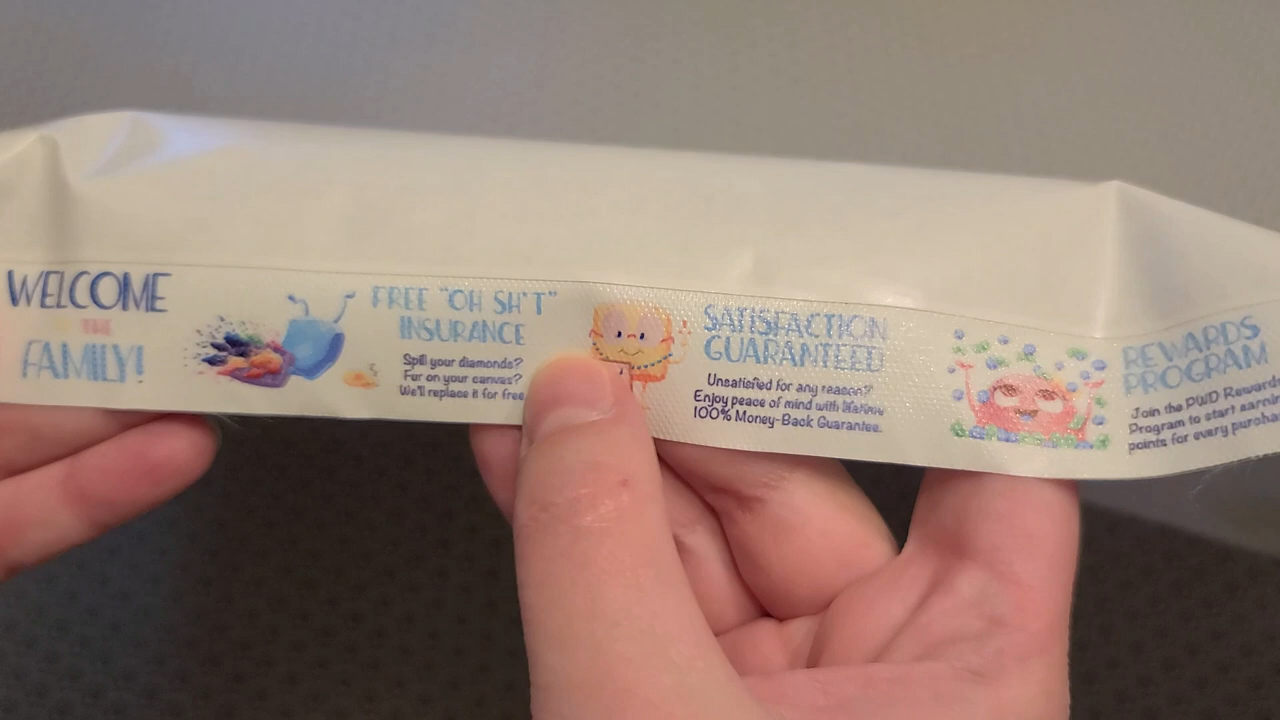 WELCOME
THE
FAMILY!
FREE "OH SH*T"
INSURANCE
Spill your diamonds?
Fur on your canvas?
We'll replace it for free
SATISFACTION
GUARANTEED!
Unsatisfied for any reason?
Enjoy peace of mind with
100% Money-Back Guarantee.
REWARDS
PROGRAM
Join the PWD Rewards
Program to start
points for every